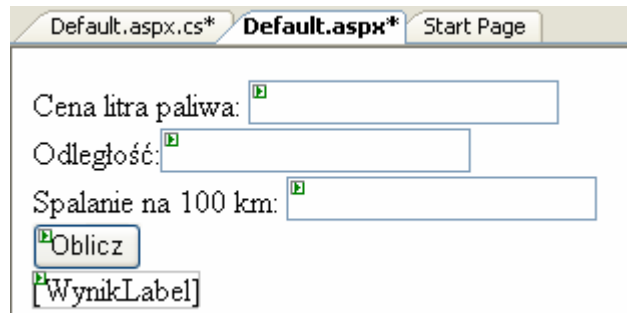 Default.aspx.cs* Default.aspx* Start Page
Cena litra paliwa:
Odległość:
Spalanie na 100 km:
Oblicz
[WynikLabel]